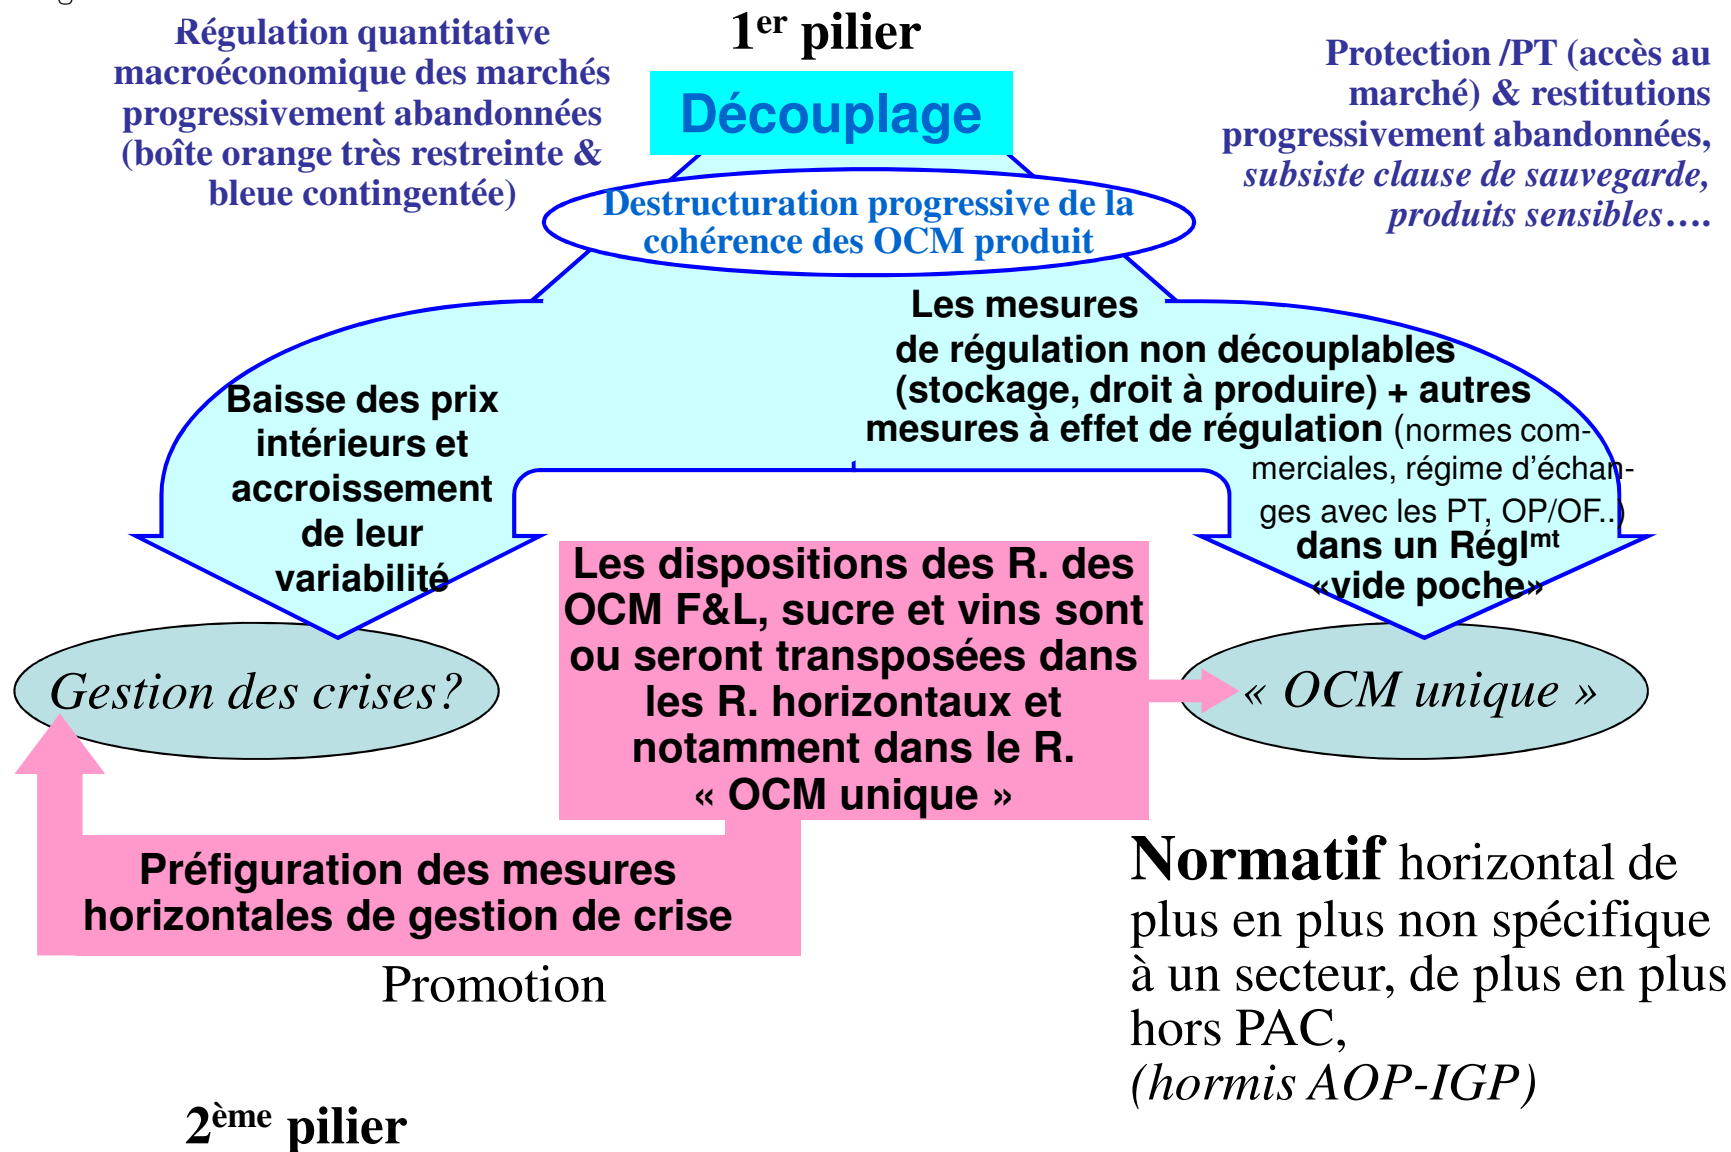 Régulation quantitative
macroéconomique des marchés
progressivement abandonnées
(boîte orange très restreinte &
bleue contingentée)
1er pilier
Découplage
Protection /PT (accès au
marché) & restitutions
progressivement abandonnées,
subsiste clause de sauvegarde,
produits sensibles….
Destructuration progressive de la
cohérence des OCM produit
Les mesures
de régulation non découplables
(stockage, droit à produire) + autres
mesures à effet de régulation (normes com-
merciales, régime d’échan-
ges avec les PT, OP/OF..)
dans un Réglmt
«vide poche»
Baisse des prix
intérieurs et
accroissement
de leur
variabilité
Les dispositions des R. des
OCM F&L, sucre et vins sont
ou seront transposées dans
les R. horizontaux et
notamment dans le R.
« OCM unique »
Gestion des crises?
« OCM unique »
Préfiguration des mesures
horizontales de gestion de crise
Promotion
Normatif horizontal de
plus en plus non spécifique
à un secteur, de plus en plus
hors PAC,
(hormis AOP-IGP)
2ème pilier